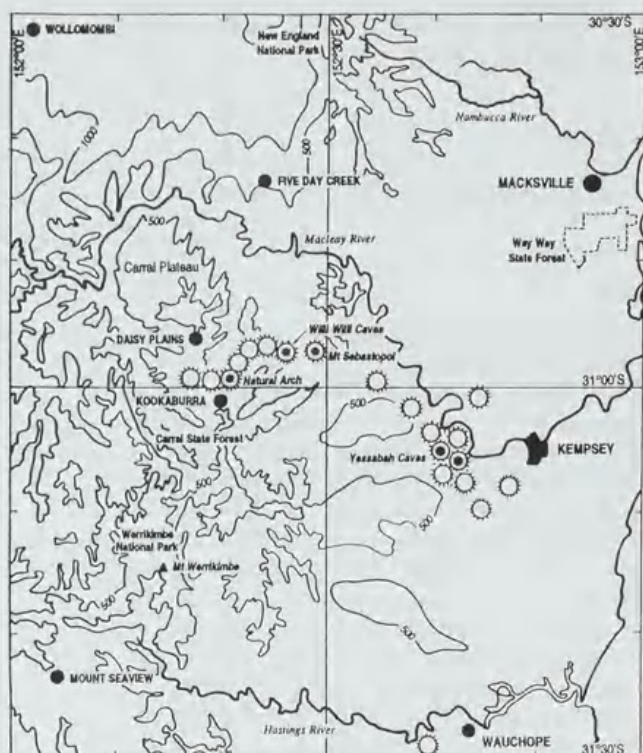 WOLLOMOMBI
152°00'E
New England
National Park
152°30'E
30°30'S
153°00'E
1000
500
Nambucca River
FIVE DAY CREEK
MACKSVILLE
500
Macleay River
Way Way
State Forest
Carral Plateau
Willi Willi Caves
DAISY PLAINS
Mt Sebastopol
Natural Arch
31°00'S
KOOKABURRA
500
Carral State Forest
Yessabah Caves
KEMPSEY
500
500
Werrikimbe
National Park
Mt Werrikimbe
500
500
MOUNT SEAVIEW
Hastings River
WAUCHOPE
31°30'S